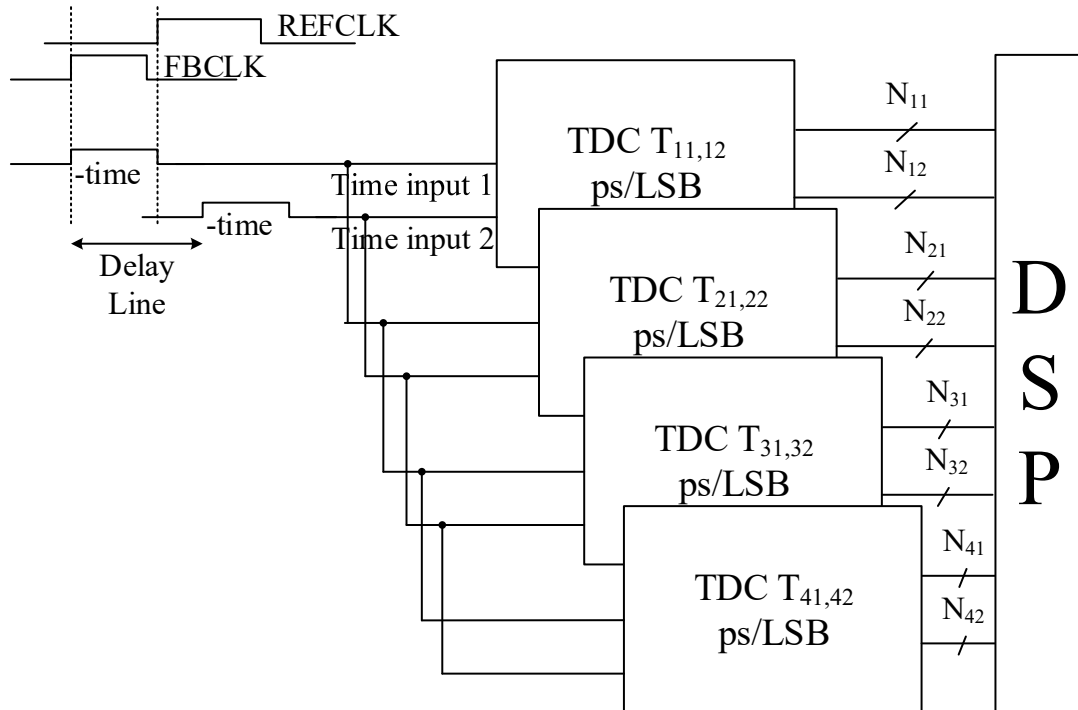 REFCLK
FBCLK
-time
-time
Delay
Line
Time input 1
Time input 2
TDC T11,12
ps/LSB
TDC T21,22
ps/LSB
TDC T31,32
ps/LSB
TDC T41,42
ps/LSB
N11
N12
N21
N22
N31
N32
N41
N42
D
S
P